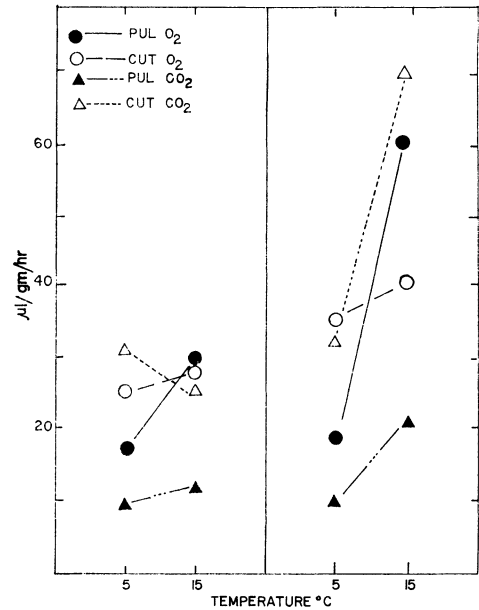 PUL O2
CUT O2
PUL CO2
CUT CO2
60
40
20
µl/gm/hr
5
15
5
15
TEMPERATURE °C